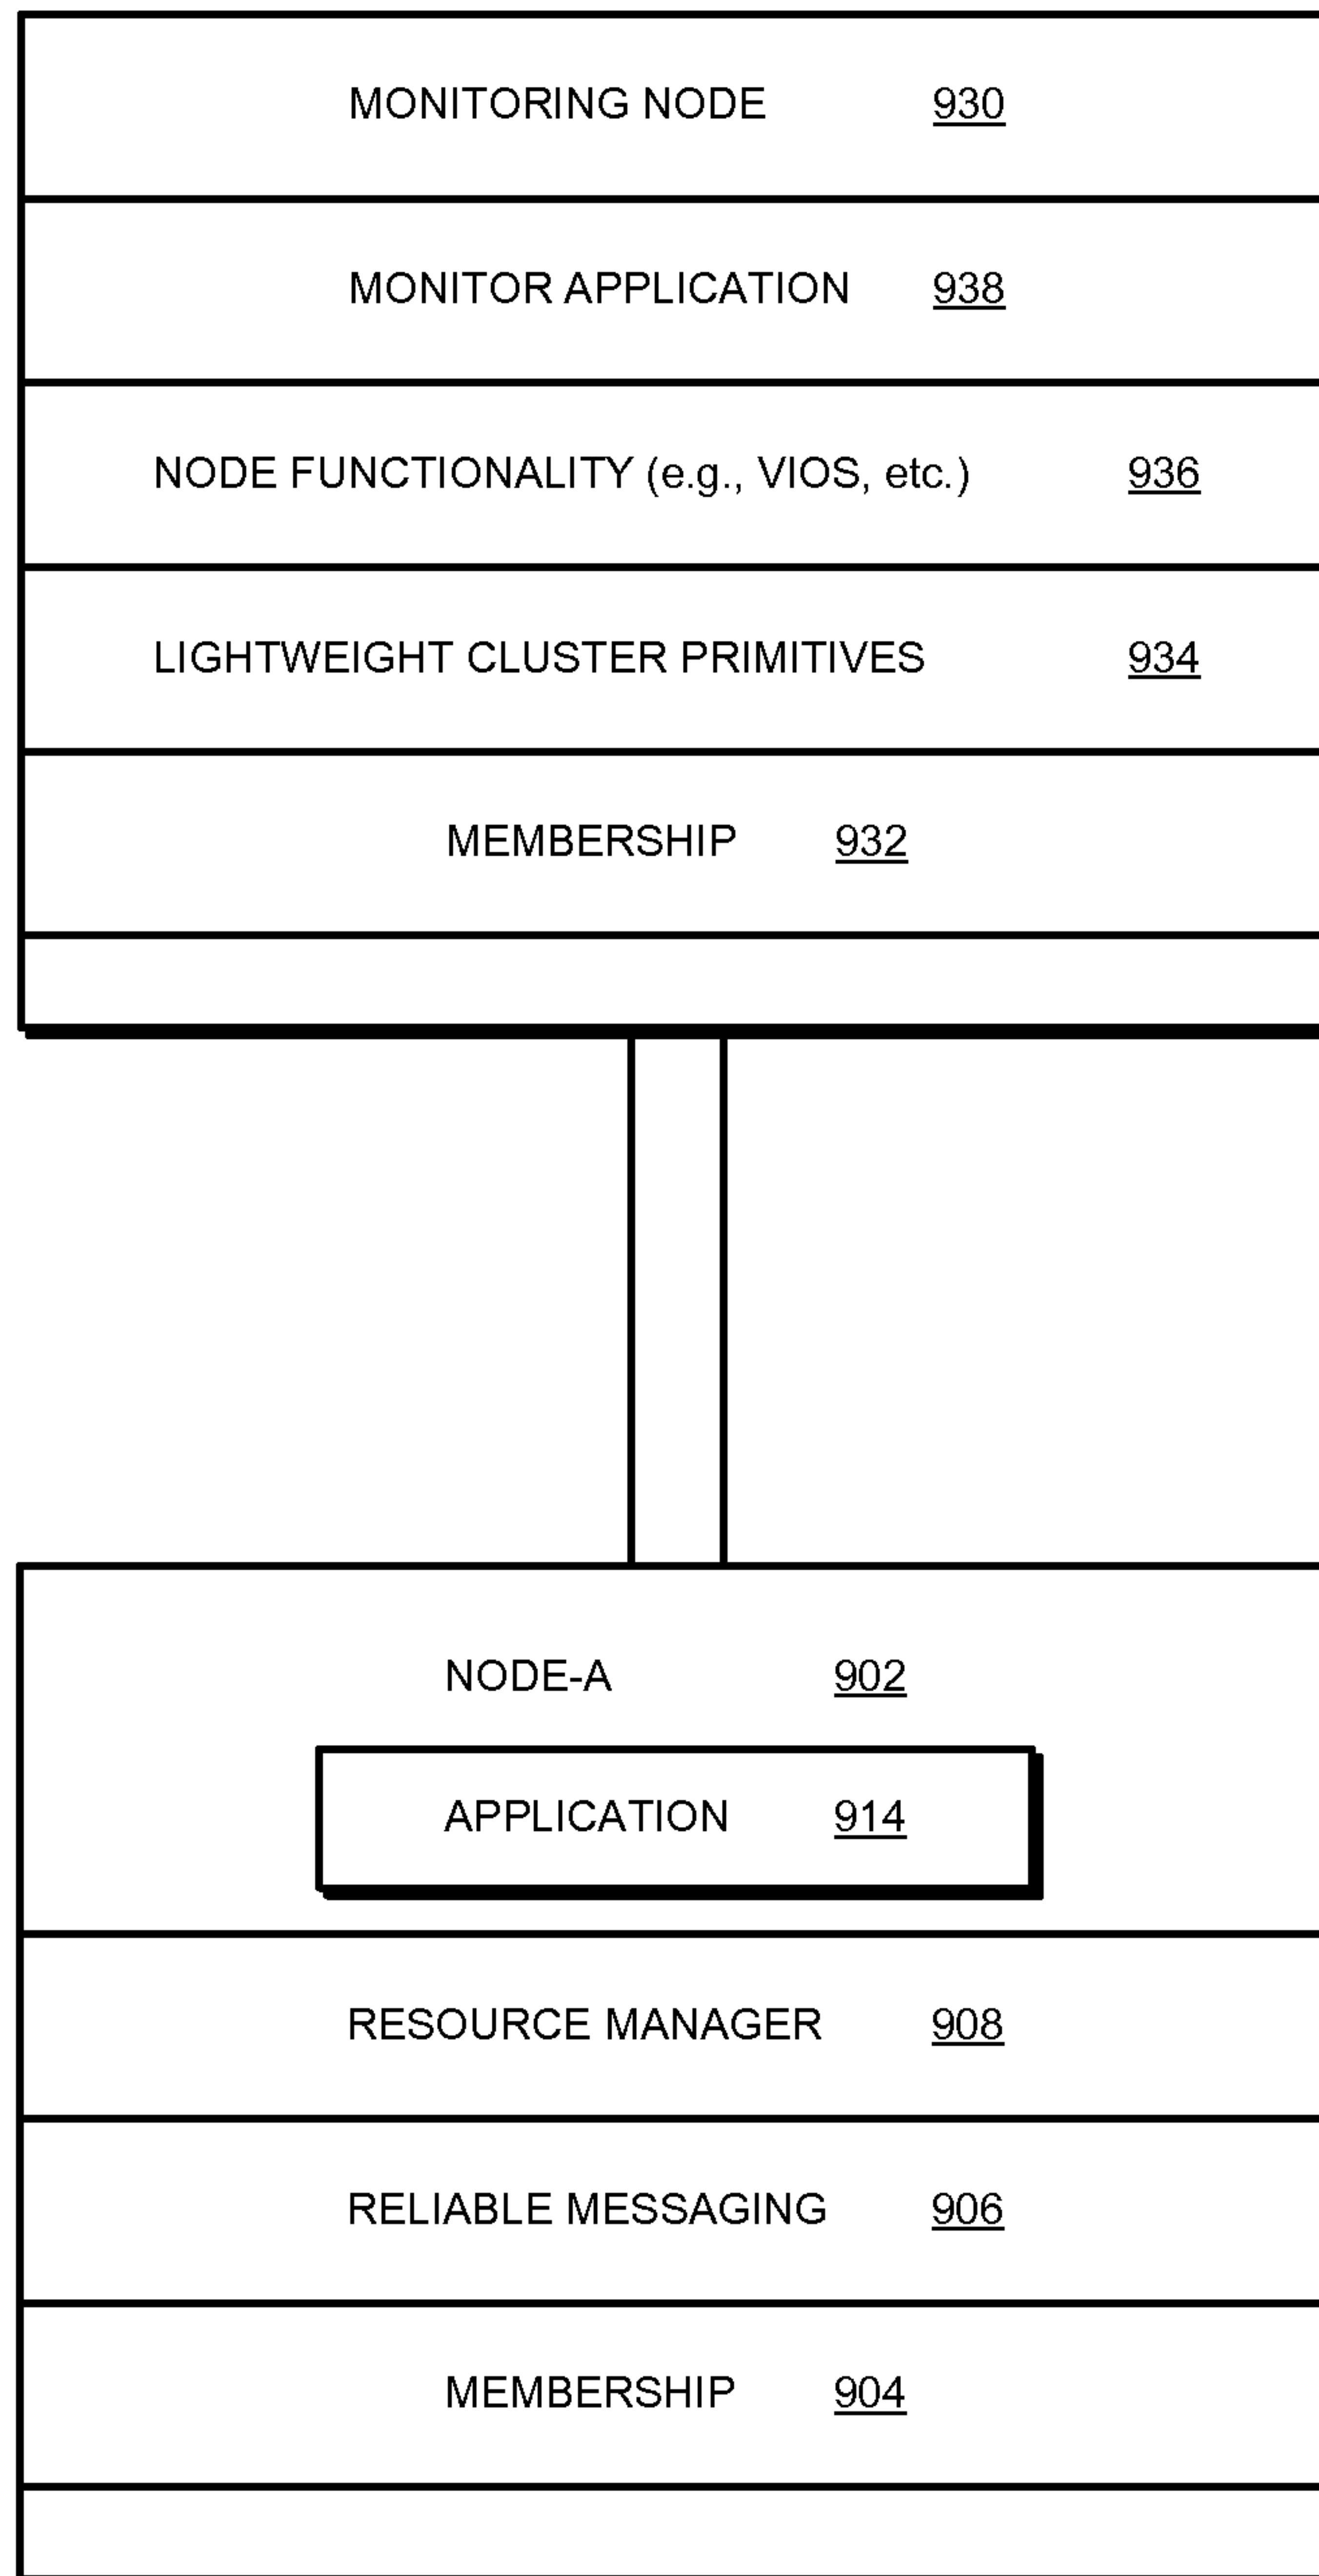 MONITORING NODE 930
MONITOR APPLICATION 938
NODE FUNCTIONALITY (e.g., VIOS, etc.) 936
LIGHTWEIGHT CLUSTER PRIMITIVES 934
MEMBERSHIP 932
NODE-A 902
APPLICATION 914
RESOURCE MANAGER 908
RELIABLE MESSAGING 906
MEMBERSHIP 904